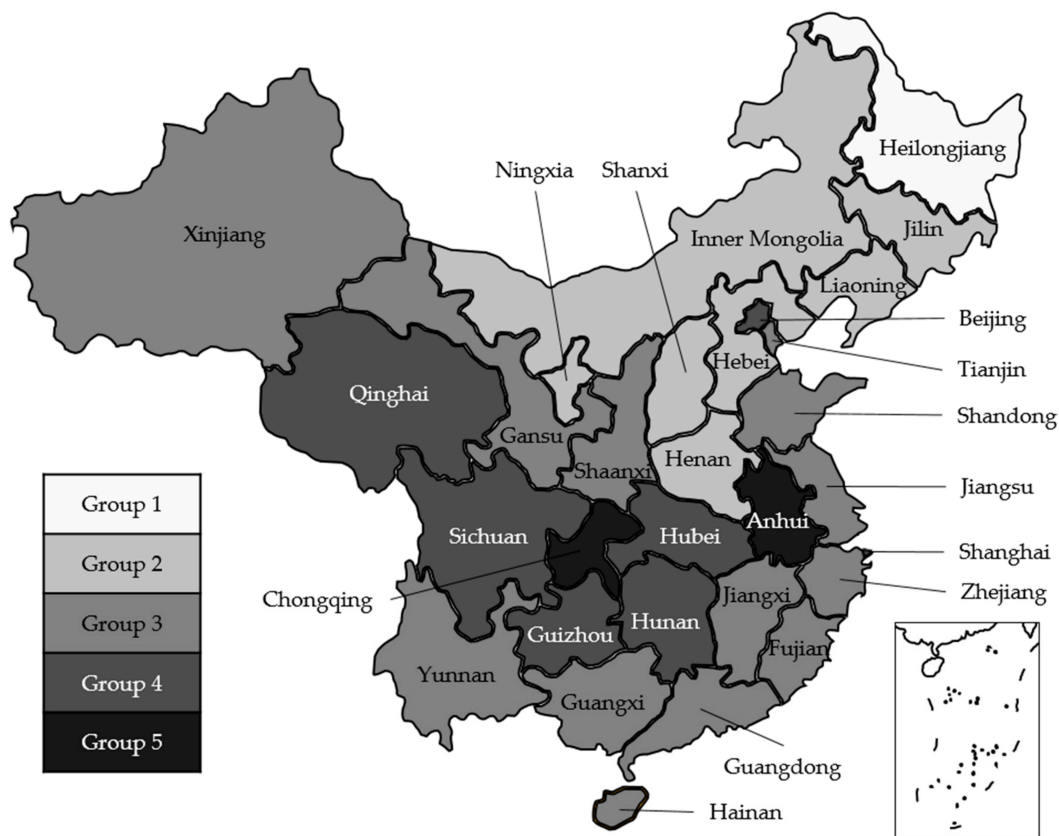 Heilongjiang
Ningxia
Shanxi
Xinjiang
Inner Mongolia
Jilin
Liaoning
Beijing
Hebei
Tianjin
Qinghai
Shandong
Gansu
Shaanxi
Henan
Jiangsu
Anhui
Sichuan
Hubei
Shanghai
Chongqing
Zhejiang
Jiangxi
Guizhou
Hunan
Fujian
Yunnan
Guangxi
Guangdong
Hainan
Group 1
Group 2
Group 3
Group 4
Group 5